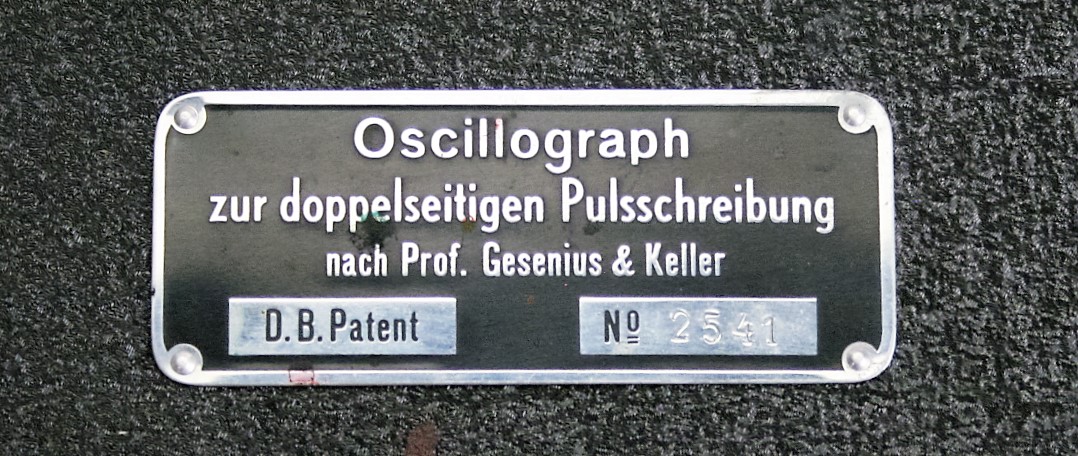 Oscillograph
zur doppelseitigen Pulsschreibung
nach Prof. Gesenius & Keller
D.B. Patent
Nº 2541